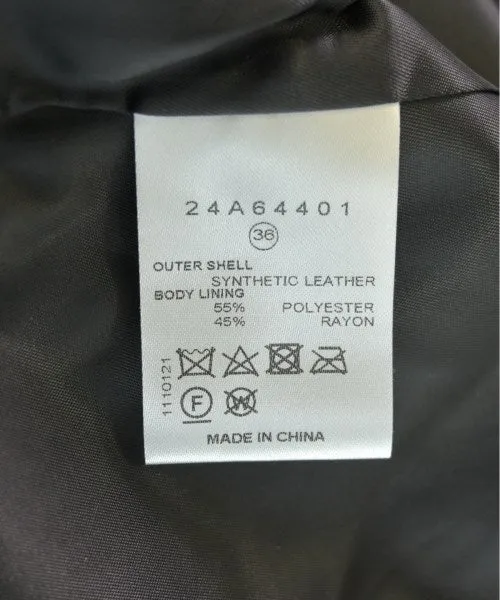 24A64401
36
OUTER SHELL
SYNTHETIC LEATHER
BODY LINING
55% POLYESTER
45% RAYON
1110121
F W
MADE IN CHINA